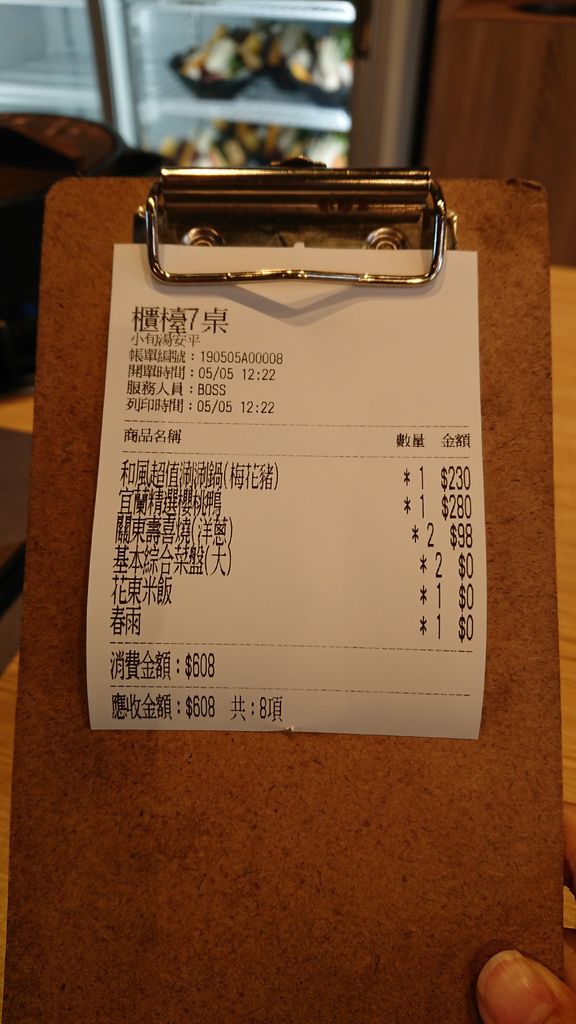 櫃檯7桌
小旬湯安平
帳單編號：190505A00008
開單時間：05/05 12:22
服務人員：BOSS
列印時間：05/05 12:22
商品名稱 數量 金額
和風超值涮涮鍋(梅花豬) *1 $230
宜蘭精選櫻桃鴨 *1 $280
關東壽喜燒(洋蔥) *2 $98
基本綜合菜盤(大) *2 $0
花東米飯 *1 $0
春雨 *1 $0
消費金額：$608
應收金額：$608 共：8項